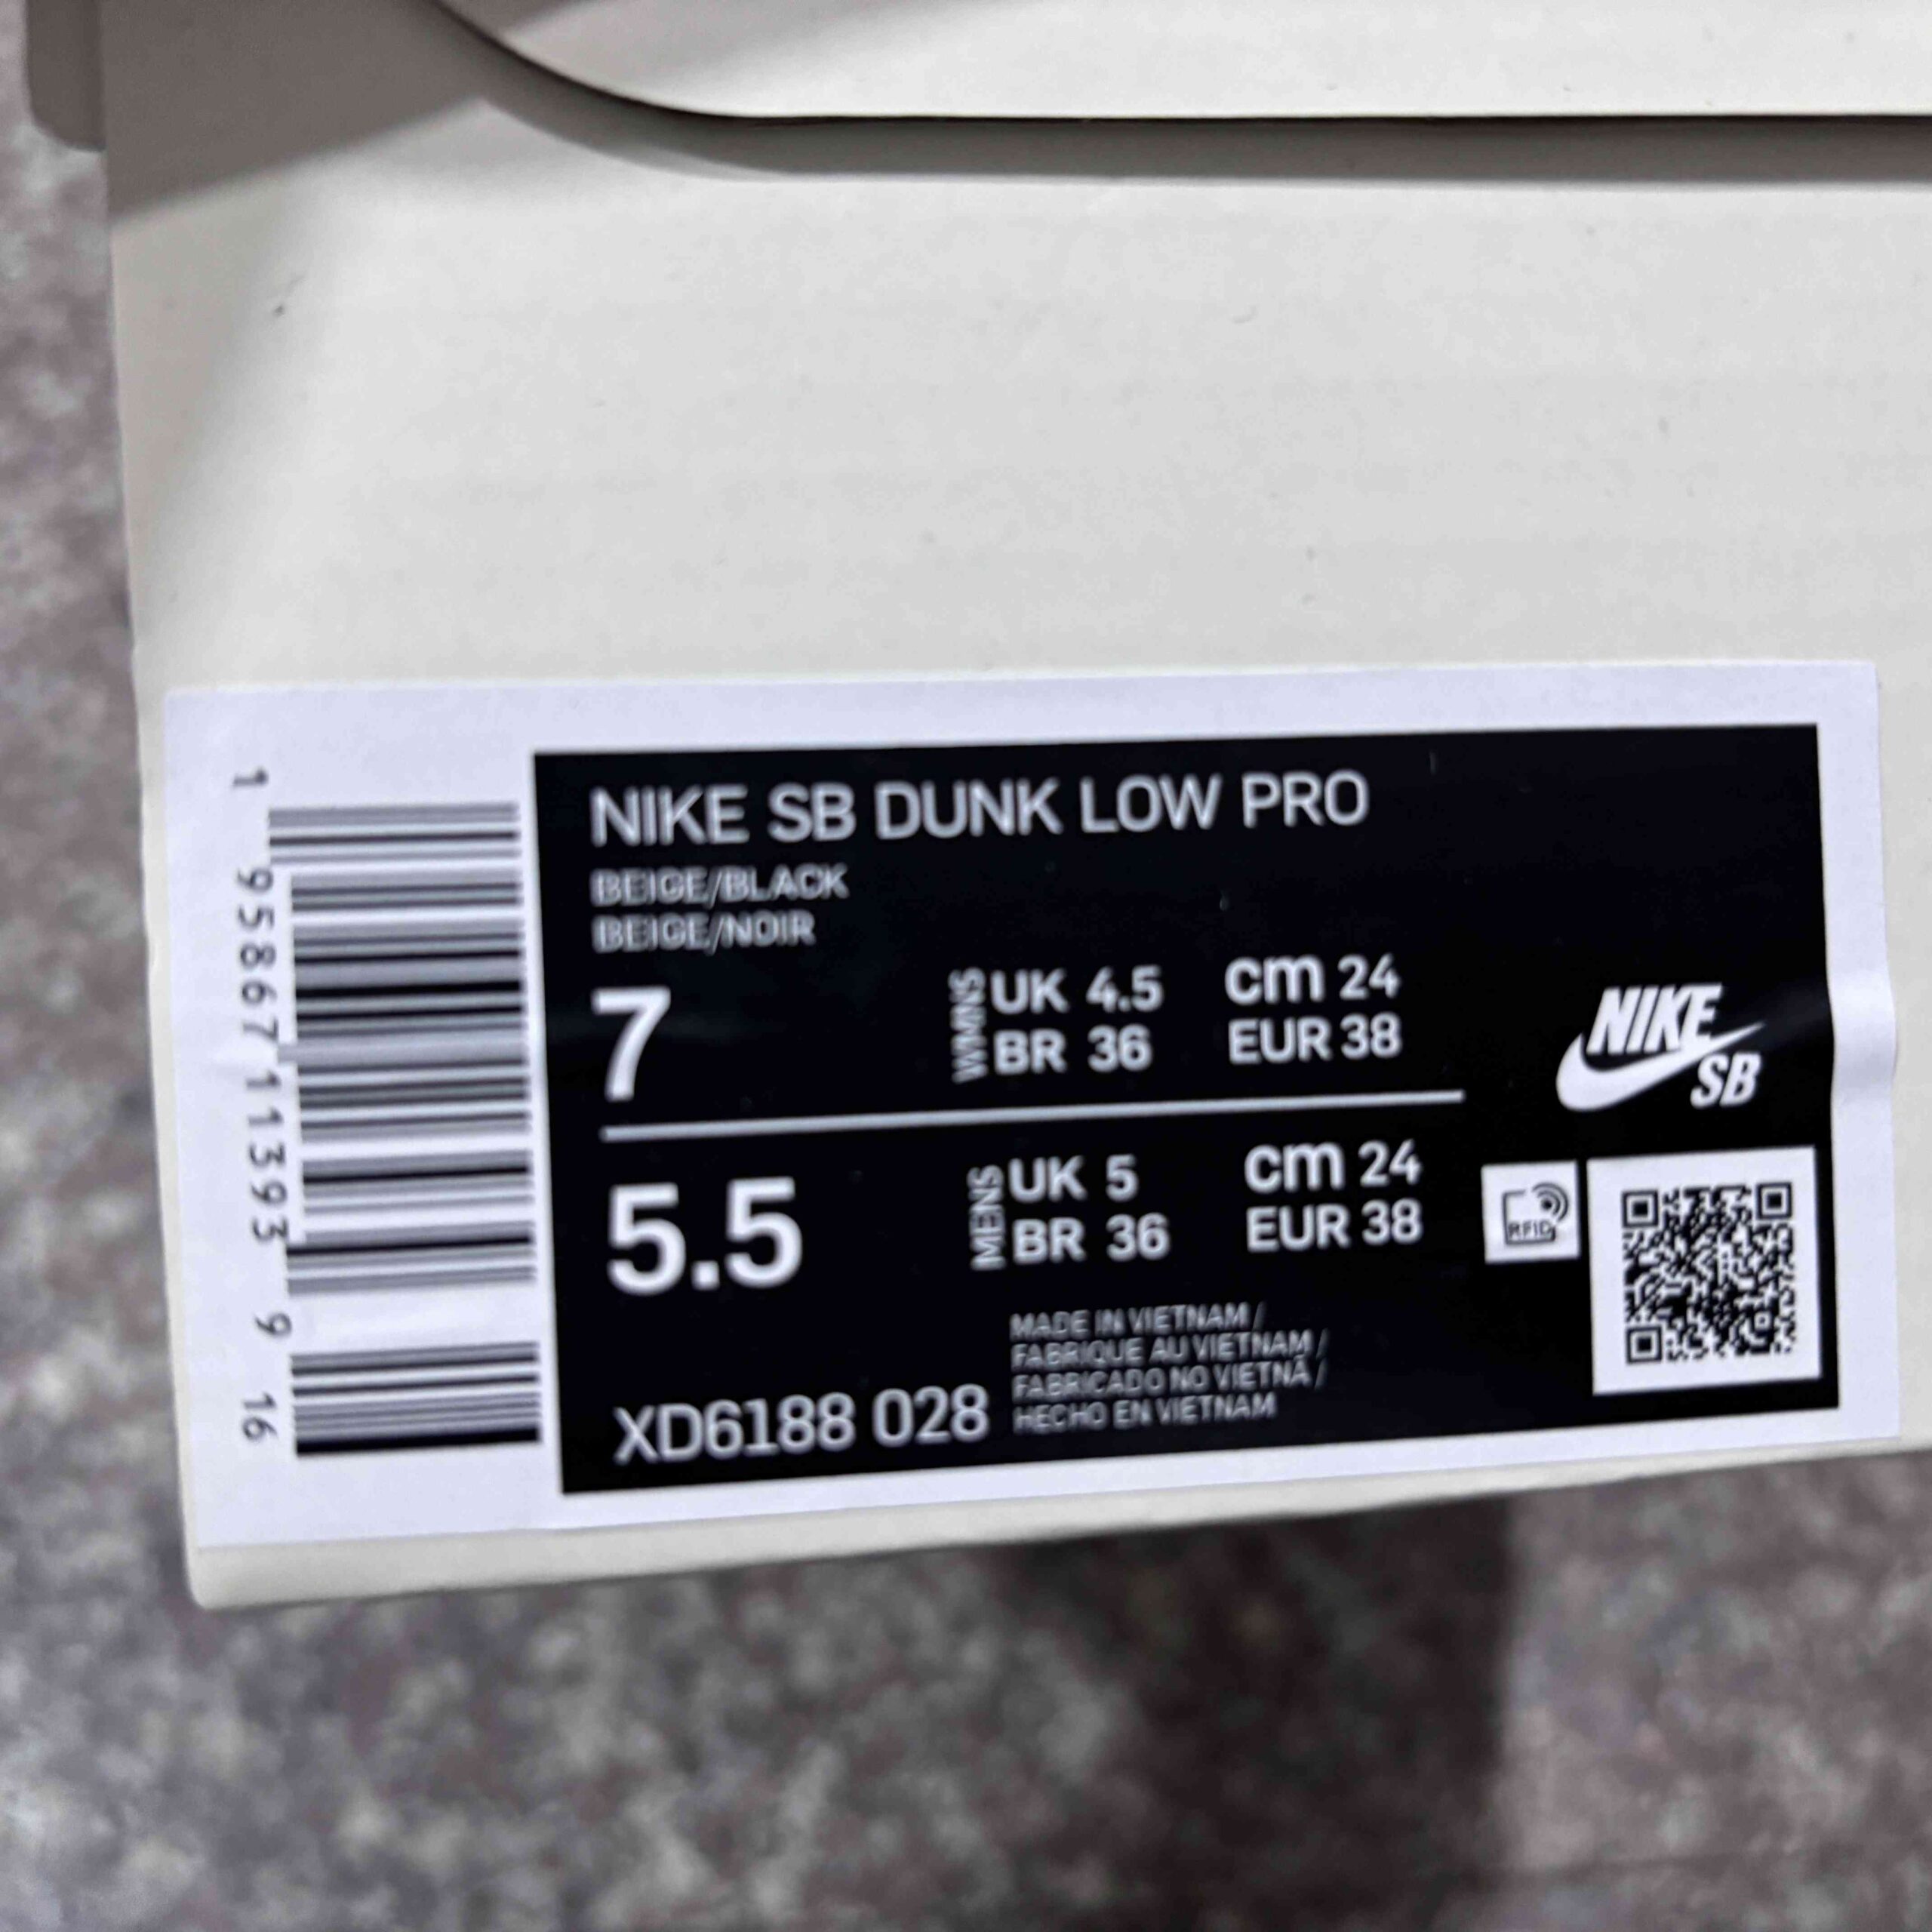 1 95867 11393 9 16
NIKE SB DUNK LOW PRO
BEIGE/BLACK
BEIGE/NOIR
7
WMNS
UK 4.5
cm 24
BR 36
EUR 38
5.5
MENS
UK 5
cm 24
BR 36
EUR 38
NIKE
SB
RFID
MADE IN VIETNAM /
FABRIQUE AU VIETNAM /
FABRICADO NO VIETNÃ /
HECHO EN VIETNAM
XD6188 028